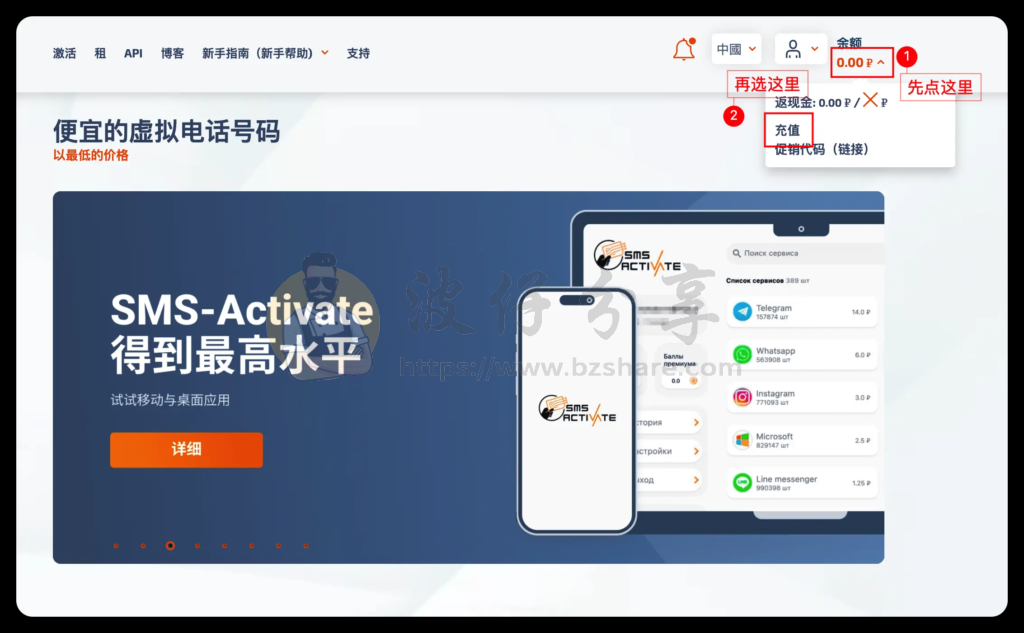 激活 租 API 博客 新手指南（新手帮助） 支持
中國
余额
0.00 ₽
1
先点这里
再选这里
2
返现金: 0.00 ₽ / ₽
充值
促销代码（链接）
便宜的虚拟电话号码
以最低的价格
SMS-Activate
得到最高水平
试试移动与桌面应用
详细
SMS ACTIVATE
Поиск сервиса
Список сервисов 389 шт
Telegram
157874 шт
14.0 ₽
Whatsapp
563908 шт
6.0 ₽
Instagram
771093 шт
3.0 ₽
Microsoft
829147 шт
2.5 ₽
Line messenger
990398 шт
1.25 ₽
Баллы
премиума
0.0
стория
стройки
ход
SMS ACTIVATE
波仔分享
https://www.bzshare.com